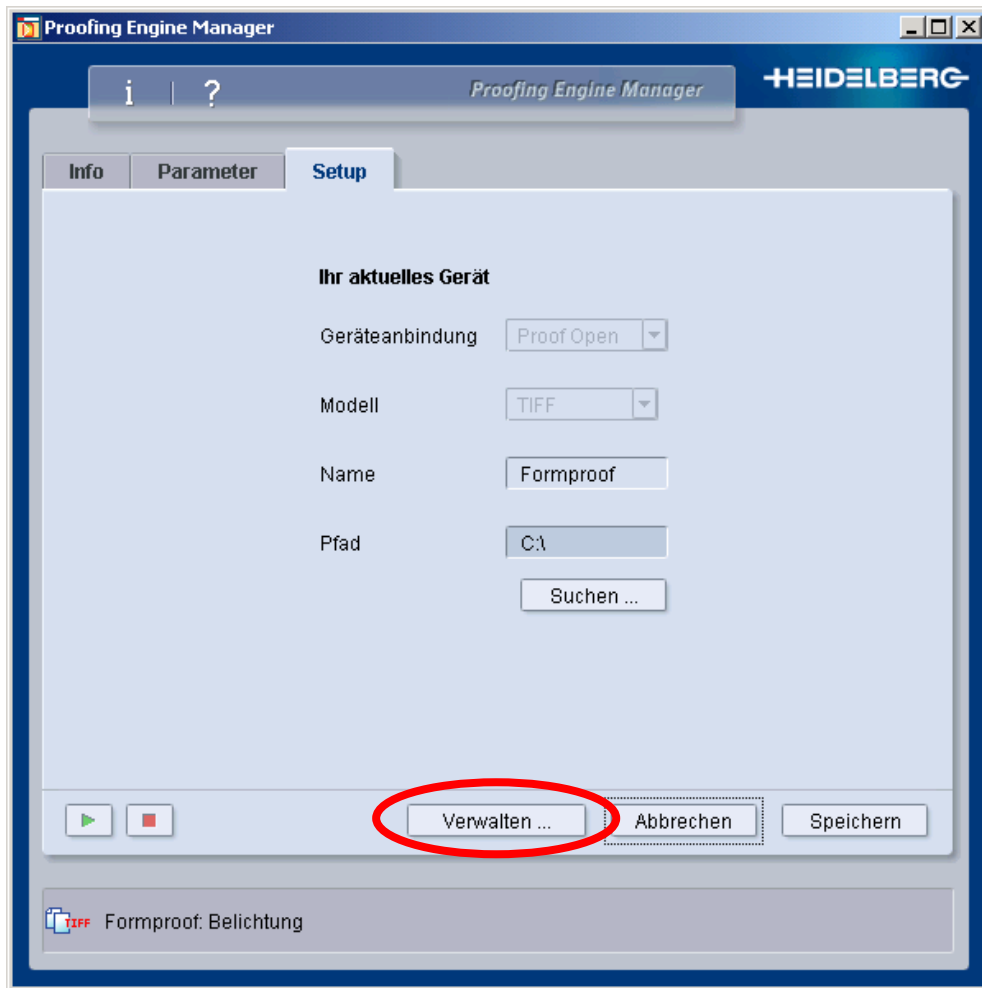 Proofing Engine Manager
i | ? Proofing Engine Manager HEIDELBERG
Info Parameter Setup
Ihr aktuelles Gerät
Geräteanbindung Proof Open
Modell TIFF
Name Formproof
Pfad C:\
Suchen ...
Verwalten ... Abbrechen Speichern
TIFF Formproof: Belichtung